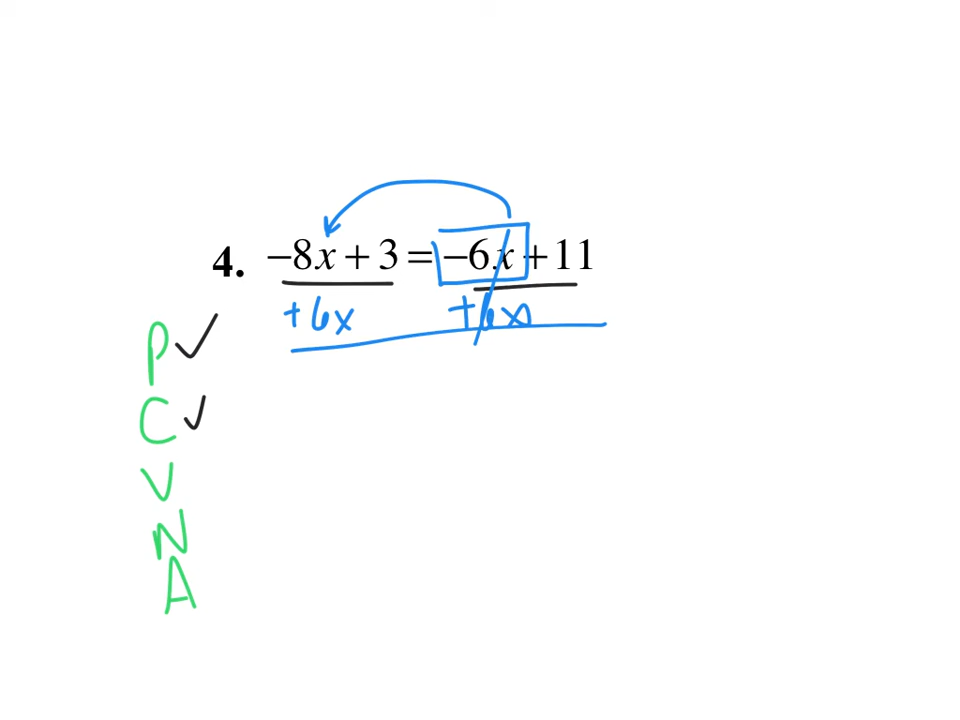 4. −8x + 3 = −6x + 11
+6x +6x
P ✓
C ✓
V
N
A